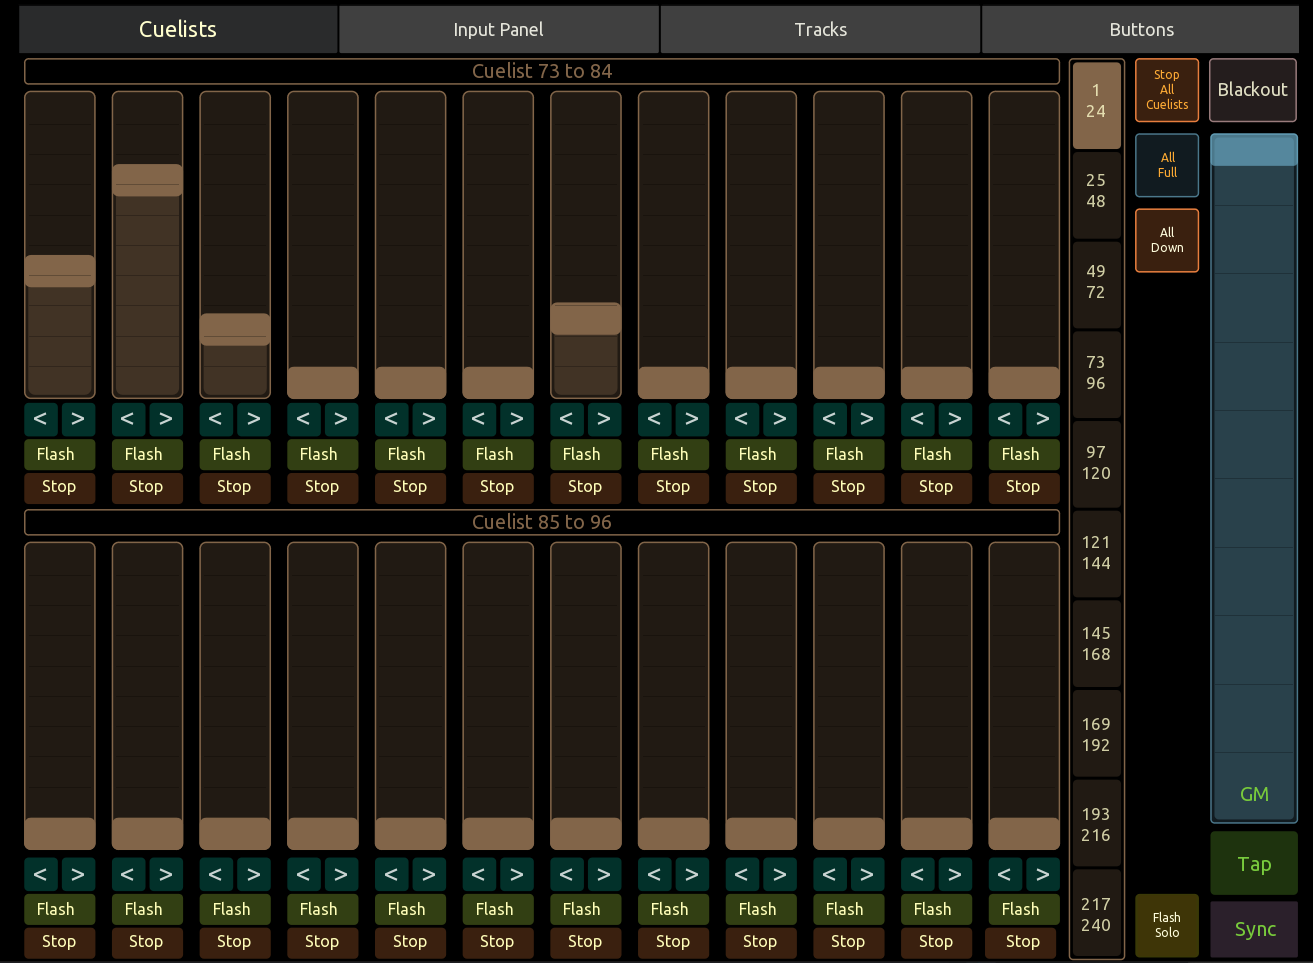 Cuelists Input Panel Tracks Buttons
Cuelist 73 to 84
< > < > < > < > < > < > < > < > < > < > < > < >
Flash Flash Flash Flash Flash Flash Flash Flash Flash Flash Flash Flash
Stop Stop Stop Stop Stop Stop Stop Stop Stop Stop Stop Stop
Cuelist 85 to 96
< > < > < > < > < > < > < > < > < > < > < > < >
Flash Flash Flash Flash Flash Flash Flash Flash Flash Flash Flash Flash
Stop Stop Stop Stop Stop Stop Stop Stop Stop Stop Stop Stop
1
24
25
48
49
72
73
96
97
120
121
144
145
168
169
192
193
216
217
240
Stop
All
Cuelists
All
Full
All
Down
Flash
Solo
Blackout
GM
Tap
Sync